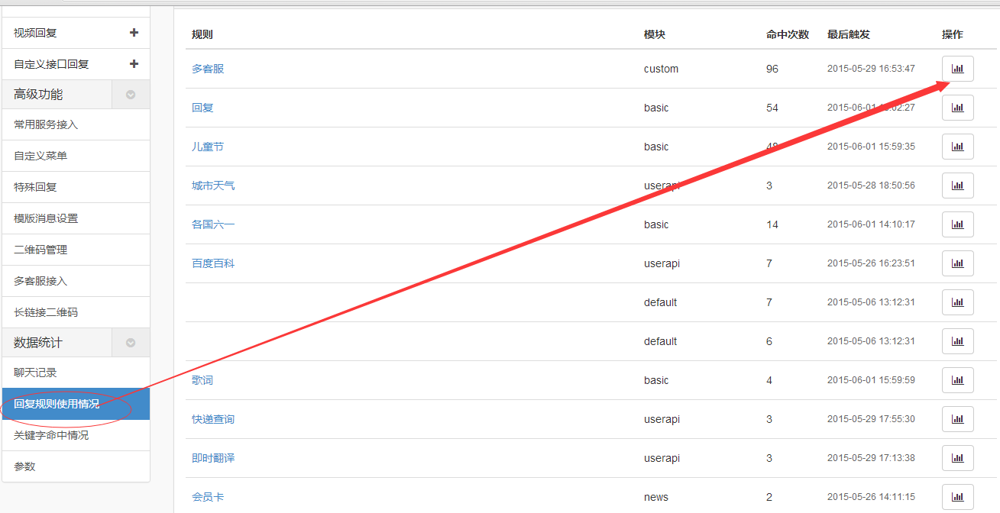 视频回复
自定义接口回复
高级功能
常用服务接入
自定义菜单
特殊回复
模版消息设置
二维码管理
多客服接入
长链接二维码
数据统计
聊天记录
回复规则使用情况
关键字命中情况
参数
规则 模块 命中次数 最后触发 操作
多客服 custom 96 2015-05-29 16:53:47
回复 basic 54 2015-06-01 :02:27
儿童节 basic 48 2015-06-01 15:59:35
城市天气 userapi 3 2015-05-28 18:50:56
各国六一 basic 14 2015-06-01 14:10:17
百度百科 userapi 7 2015-05-26 16:23:51
default 7 2015-05-06 13:12:31
default 6 2015-05-06 13:12:31
歌词 basic 4 2015-06-01 15:59:59
快递查询 userapi 3 2015-05-29 17:55:30
即时翻译 userapi 3 2015-05-29 17:13:38
会员卡 news 2 2015-05-26 14:11:15